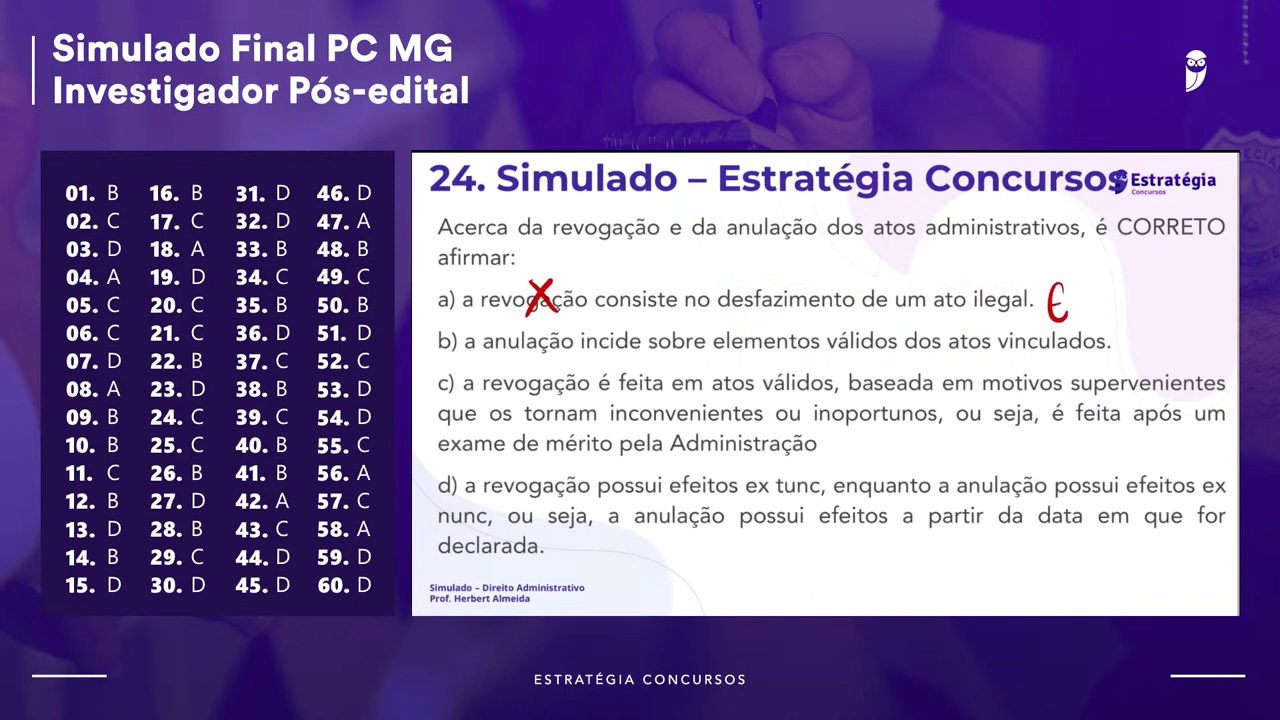 Simulado Final PC MG
Investigador Pós-edital
01. B 16. B 31. D 46. D
02. C 17. C 32. D 47. A
03. D 18. A 33. B 48. B
04. A 19. D 34. C 49. C
05. C 20. C 35. B 50. B
06. C 21. C 36. D 51. D
07. D 22. B 37. C 52. C
08. A 23. D 38. B 53. D
09. B 24. C 39. C 54. D
10. B 25. C 40. B 55. C
11. C 26. B 41. B 56. A
12. B 27. D 42. A 57. C
13. D 28. B 43. C 58. A
14. B 29. C 44. D 59. D
15. D 30. D 45. D 60. D
24. Simulado – Estratégia Concursos
Estratégia
Concursos
Acerca da revogação e da anulação dos atos administrativos, é CORRETO
afirmar:
a) a revogação consiste no desfazimento de um ato ilegal. E
b) a anulação incide sobre elementos válidos dos atos vinculados.
c) a revogação é feita em atos válidos, baseada em motivos supervenientes
que os tornam inconvenientes ou inoportunos, ou seja, é feita após um
exame de mérito pela Administração
d) a revogação possui efeitos ex tunc, enquanto a anulação possui efeitos ex
nunc, ou seja, a anulação possui efeitos a partir da data em que for
declarada.
Simulado – Direito Administrativo
Prof. Herbert Almeida
ESTRATÉGIA CONCURSOS